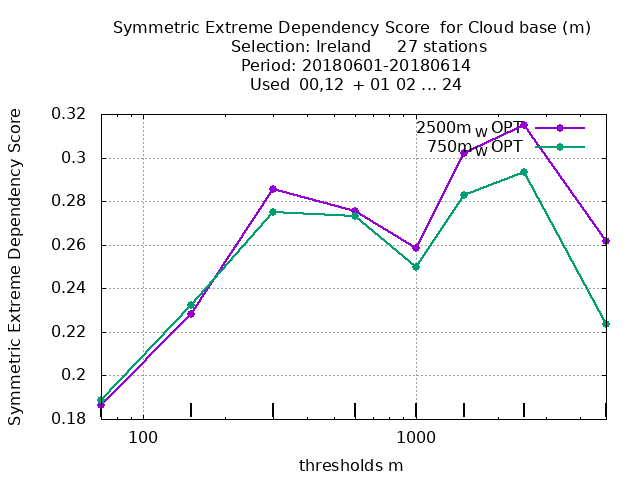 Symmetric Extreme Dependency Score  for Cloud base (m)
Selection: Ireland     27 stations
Period: 20180601-20180614
Used  00,12  + 01 02 ... 24
Symmetric Extreme Dependency Score
0.32
0.3
0.28
0.26
0.24
0.22
0.2
0.18
2500m_W OPT
750m_W OPT
100
1000
thresholds m